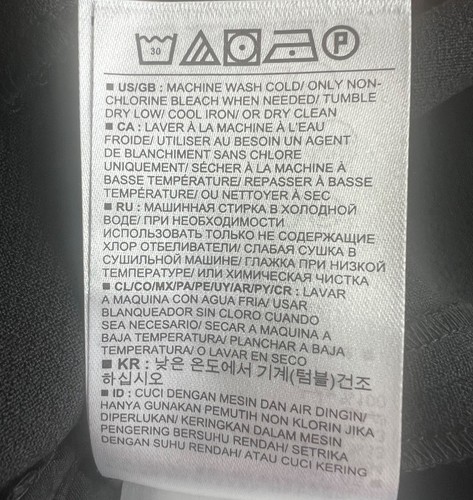 30 P
■ US/GB : MACHINE WASH COLD/ ONLY NON-
CHLORINE BLEACH WHEN NEEDED/ TUMBLE
DRY LOW/ COOL IRON/ OR DRY CLEAN
■ CA : LAVER À LA MACHINE À L'EAU
FROIDE/ UTILISER AU BESOIN UN AGENT
DE BLANCHIMENT SANS CHLORE
UNIQUEMENT/ SÉCHER À LA MACHINE À
BASSE TEMPÉRATURE/ REPASSER À BASSE
TEMPÉRATURE/ OU NETTOYER À SEC
■ RU : МАШИННАЯ СТИРКА В ХОЛОДНОЙ
ВОДЕ/ ПРИ НЕОБХОДИМОСТИ
ИСПОЛЬЗОВАТЬ ТОЛЬКО НЕ СОДЕРЖАЩИЕ
ХЛОР ОТБЕЛИВАТЕЛИ/ СЛАБАЯ СУШКА В
СУШИЛЬНОЙ МАШИНЕ/ ГЛАЖКА ПРИ НИЗКОЙ
ТЕМПЕРАТУРЕ/ ИЛИ ХИМИЧЕСКАЯ ЧИСТКА
■ CL/CO/MX/PA/PE/UY/AR/PY/CR : LAVAR
A MAQUINA CON AGUA FRIA/ USAR
BLANQUEADOR SIN CLORO CUANDO
SEA NECESARIO/ SECAR A MAQUINA A
BAJA TEMPERATURA/ PLANCHAR A BAJA
TEMPERATURA/ O LAVAR EN SECO
■ KR : 낮은 온도에서 기계(텀블)건조
하십시오
■ ID : CUCI DENGAN MESIN DAN AIR DINGIN/
HANYA GUNAKAN PEMUTIH NON KLORIN JIKA
DIPERLUKAN/ KERINGKAN DALAM MESIN
PENGERING BERSUHU RENDAH/ SETRIKA
DENGAN SUHU RENDAH/ ATAU CUCI KERING